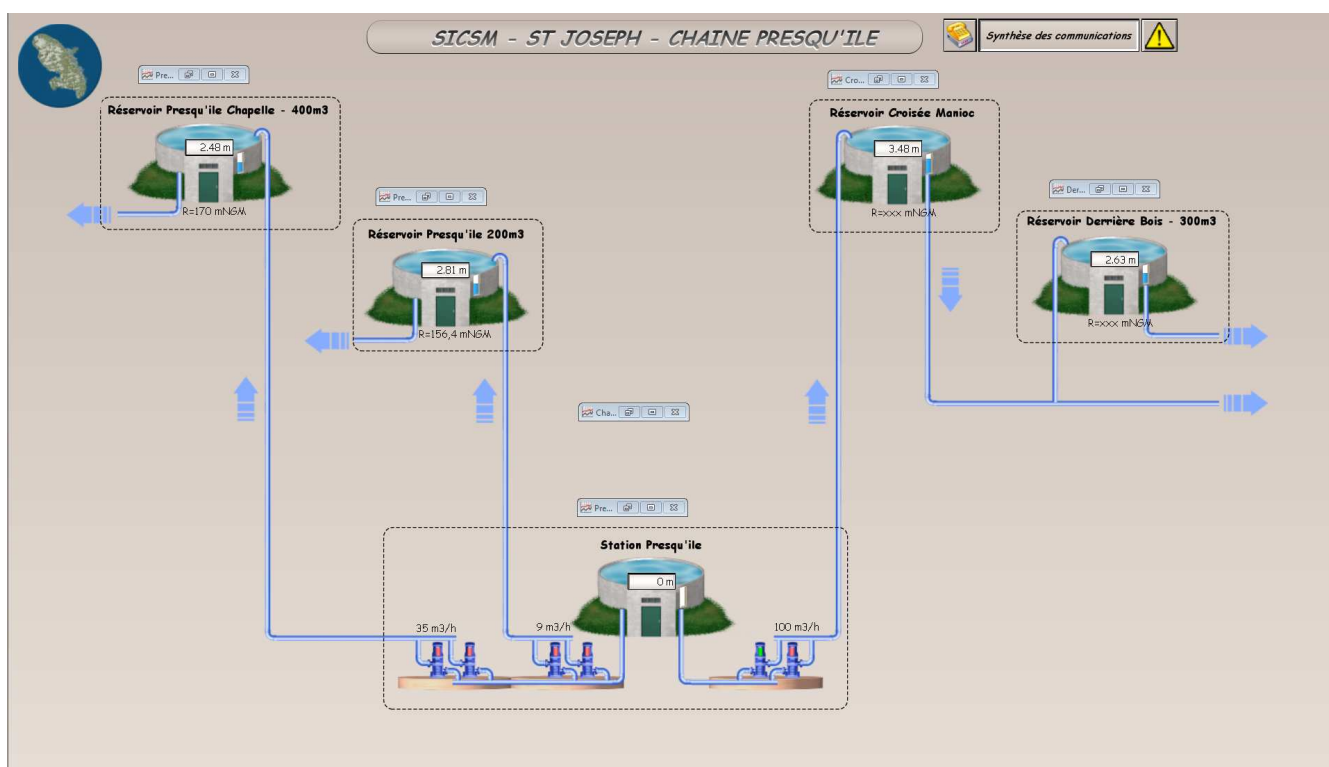 SICSM - ST JOSEPH - CHAINE PRESQU'ILE
Synthèse des communications
Pre...
Cro...
Réservoir Presqu'ile Chapelle - 400m3
2.48 m
R=170 mNGM
Réservoir Croisée Manioc
3.48 m
R=xxx mNGM
Pre...
Réservoir Presqu'ile 200m3
2.81 m
R=156,4 mNGM
Der...
Réservoir Derrière Bois - 300m3
2.63 m
R=xxx mNGM
Cha...
Pre...
Station Presqu'ile
0 m
35 m3/h
9 m3/h
100 m3/h